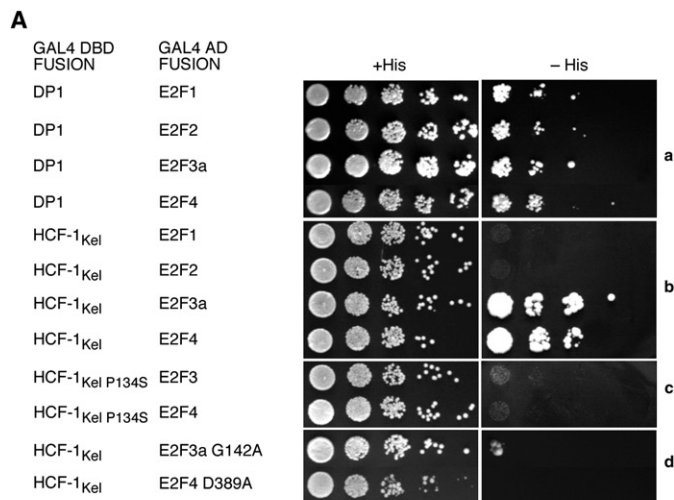 A
GAL4 DBD FUSION GAL4 AD FUSION +His – His
DP1 E2F1
DP1 E2F2
DP1 E2F3a
DP1 E2F4
a
HCF-1Kel E2F1
HCF-1Kel E2F2
HCF-1Kel E2F3a
HCF-1Kel E2F4
b
HCF-1Kel P134S E2F3
HCF-1Kel P134S E2F4
c
HCF-1Kel E2F3a G142A
HCF-1Kel E2F4 D389A
d